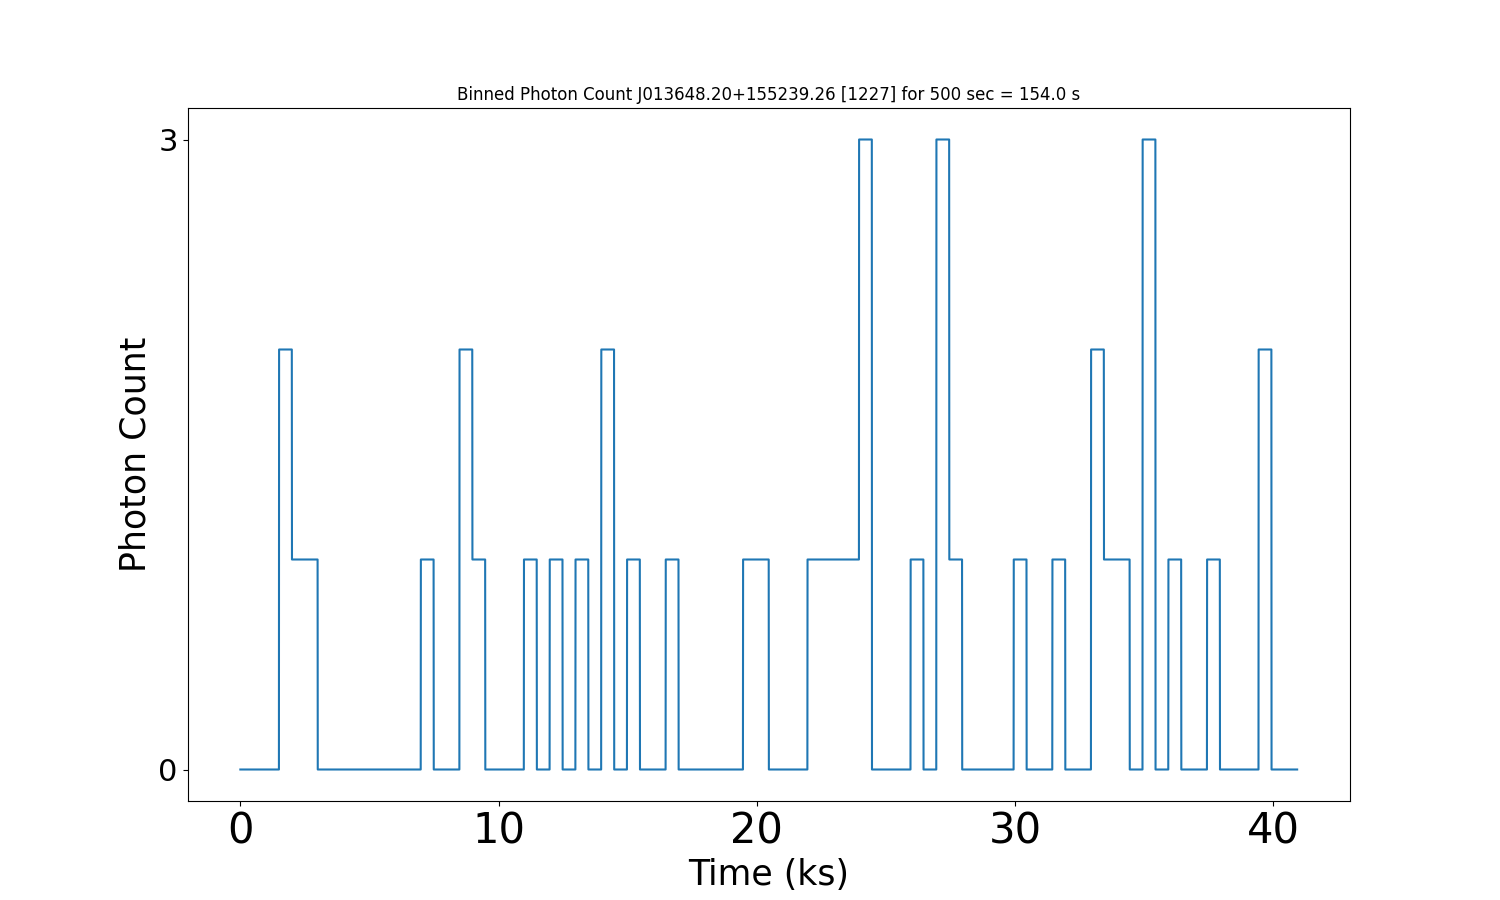 Binned Photon Count J013648.20+155239.26 [1227] for 500 sec = 154.0 s
3
Photon Count
0
0 10 20 30 40
Time (ks)